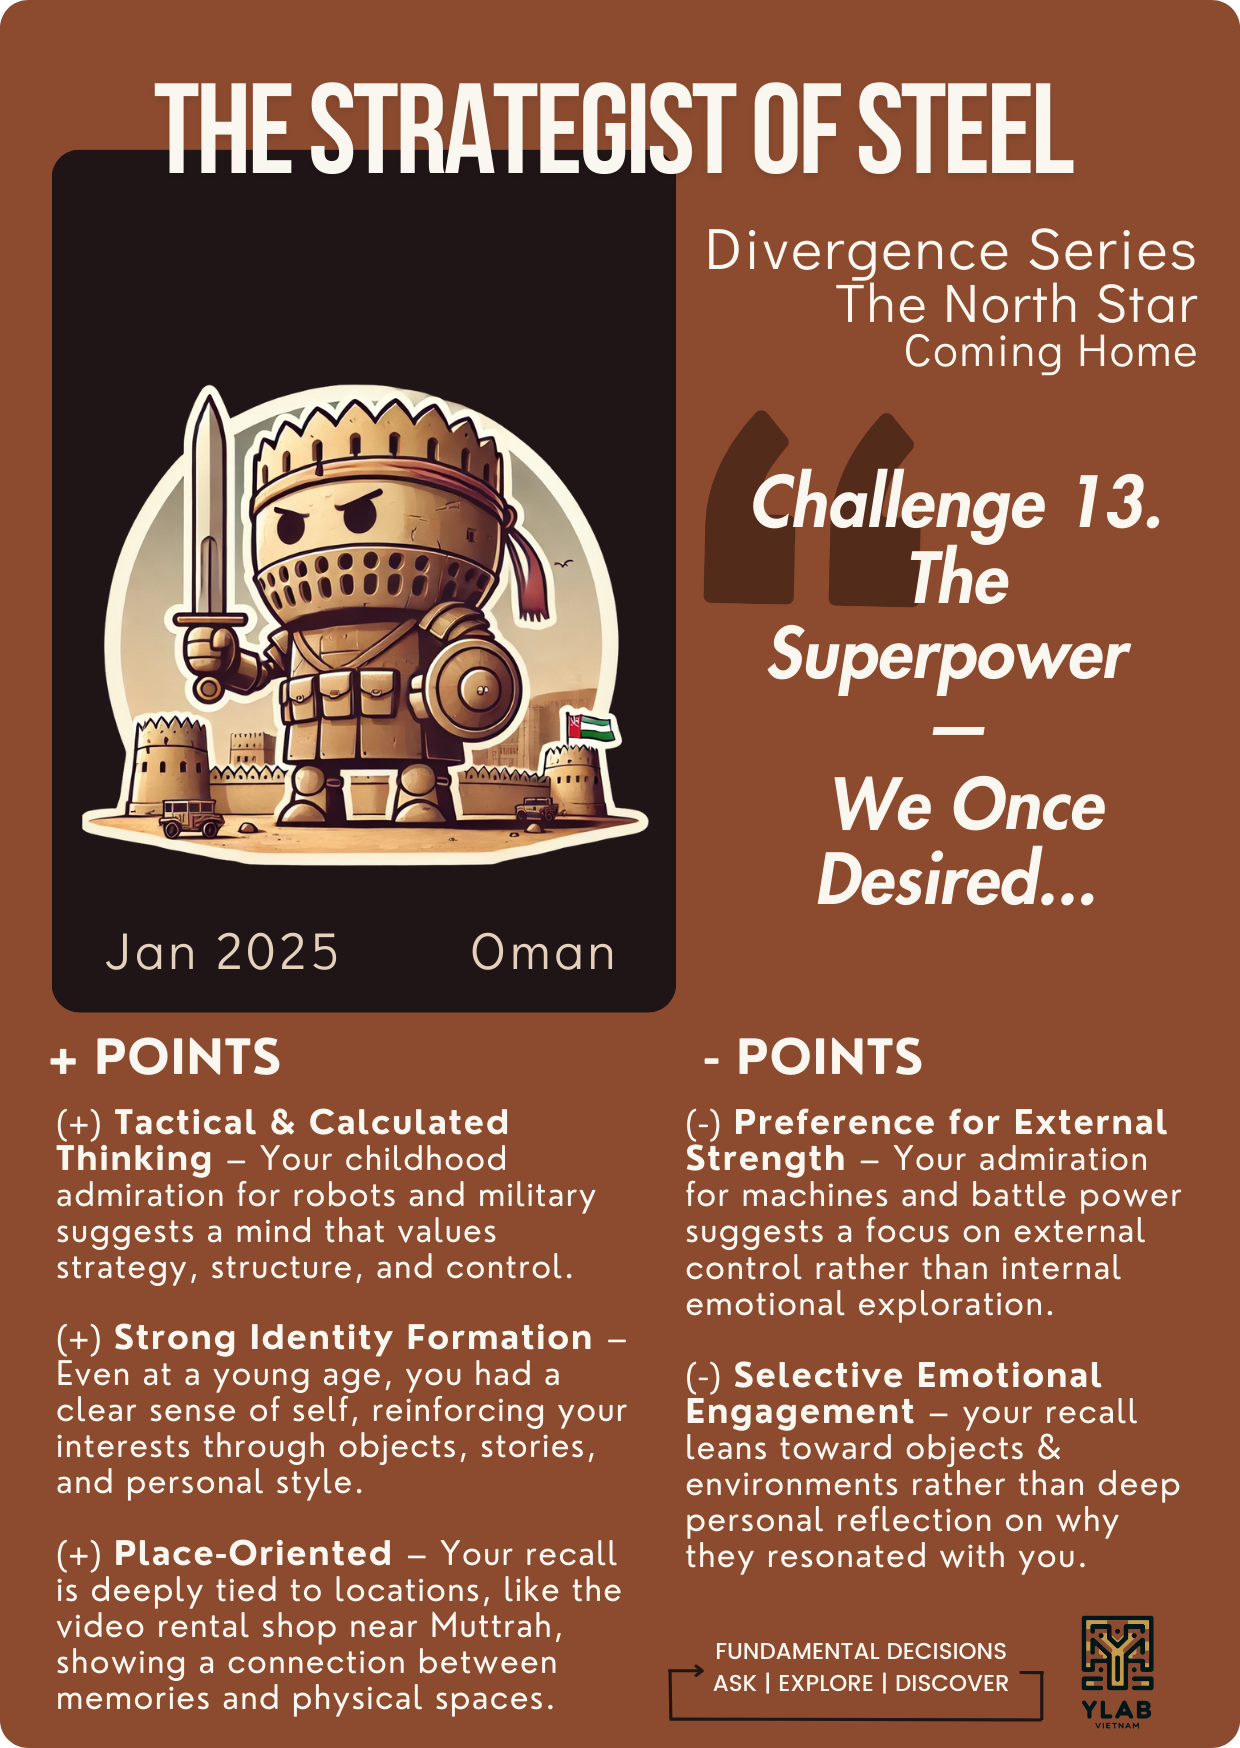 THE STRATEGIST OF STEEL
Divergence Series
The North Star
Coming Home
Challenge 13.
The
Superpower
—
We Once
Desired...
Jan 2025
Oman
+ POINTS
(+) Tactical & Calculated
Thinking – Your childhood
admiration for robots and military
suggests a mind that values
strategy, structure, and control.
(+) Strong Identity Formation –
Even at a young age, you had a
clear sense of self, reinforcing your
interests through objects, stories,
and personal style.
(+) Place-Oriented – Your recall
is deeply tied to locations, like the
video rental shop near Muttrah,
showing a connection between
memories and physical spaces.
- POINTS
(-) Preference for External
Strength – Your admiration
for machines and battle power
suggests a focus on external
control rather than internal
emotional exploration.
(-) Selective Emotional
Engagement – your recall
leans toward objects &
environments rather than deep
personal reflection on why
they resonated with you.
FUNDAMENTAL DECISIONS
ASK | EXPLORE | DISCOVER
YLAB
VIETNAM